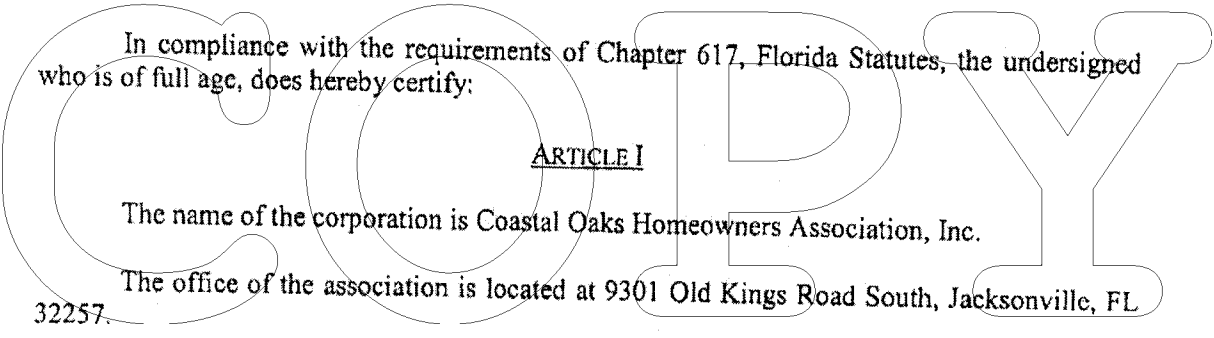 In compliance with the requirements of Chapter 617, Florida Statutes, the undersigned
who is of full age, does hereby certify:
ARTICLE I
The name of the corporation is Coastal Oaks Homeowners Association, Inc.
The office of the association is located at 9301 Old Kings Road South, Jacksonville, FL
32257.
COPY